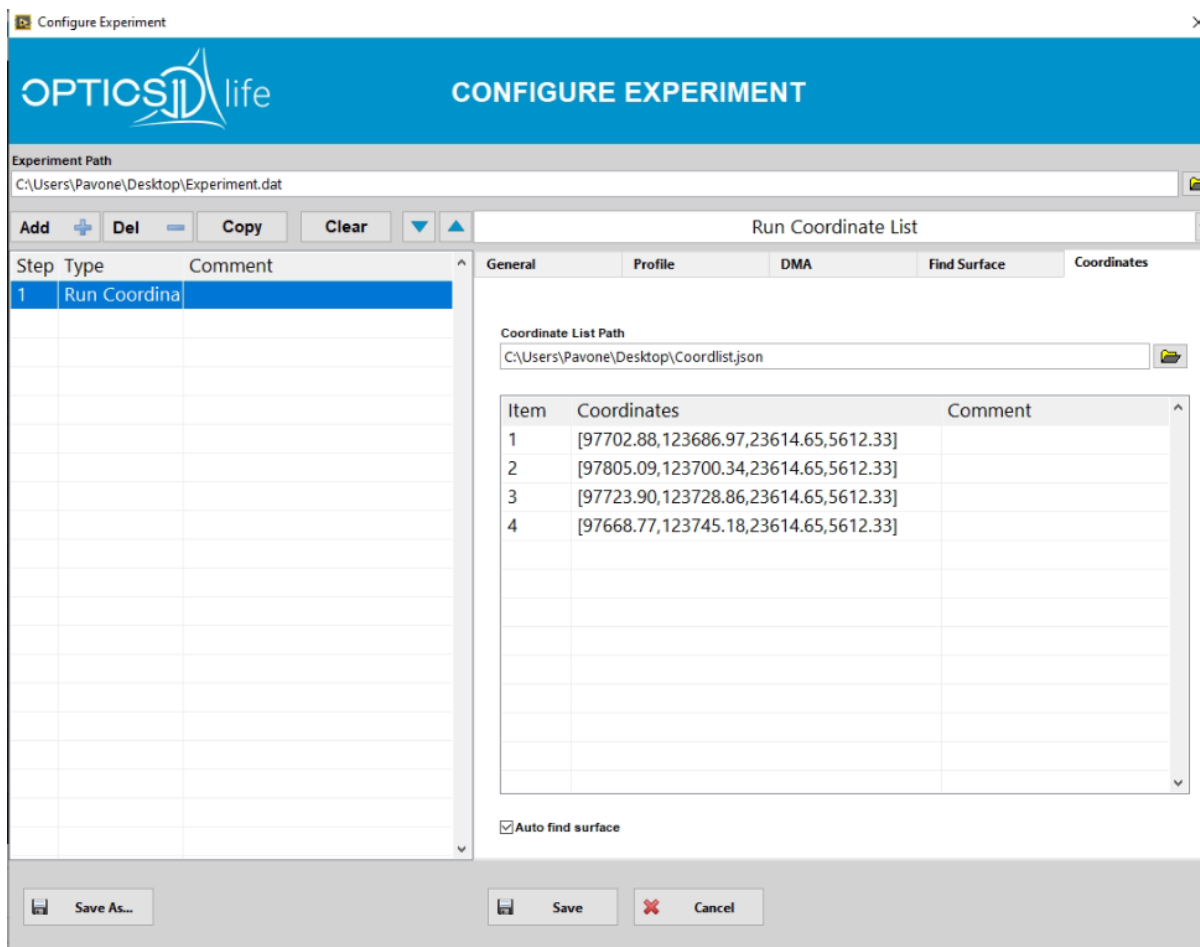 Configure Experiment
OPTICS11 life
CONFIGURE EXPERIMENT
Experiment Path
C:\Users\Pavone\Desktop\Experiment.dat
Add Del Copy Clear Run Coordinate List
Step Type Comment
General Profile DMA Find Surface Coordinates
1 Run Coordina
Coordinate List Path
C:\Users\Pavone\Desktop\Coordlist.json
Item Coordinates Comment
1 [97702.88,123686.97,23614.65,5612.33]
2 [97805.09,123700.34,23614.65,5612.33]
3 [97723.90,123728.86,23614.65,5612.33]
4 [97668.77,123745.18,23614.65,5612.33]
Auto find surface
Save As... Save Cancel